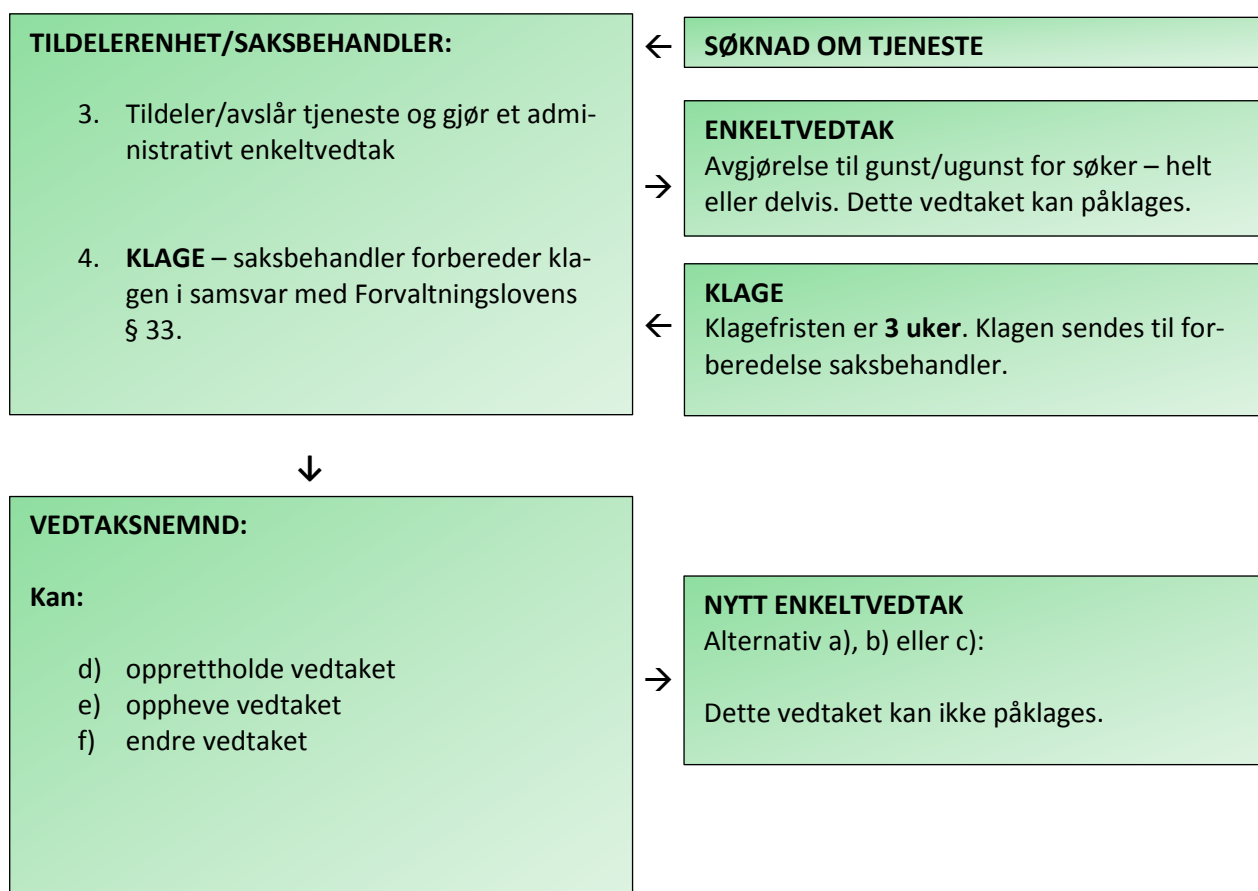 TILDELERENHET/SAKSBEHANDLER:
3. Tildeler/avslår tjeneste og gjør et admi-
nistrativt enkeltvedtak
4. KLAGE – saksbehandler forbereder kla-
gen i samsvar med Forvaltningslovens
§ 33.
←
SØKNAD OM TJENESTE
→
ENKELTVEDTAK
Avgjørelse til gunst/ugunst for søker – helt
eller delvis. Dette vedtaket kan påklages.
←
KLAGE
Klagefristen er 3 uker. Klagen sendes til for-
beredelse saksbehandler.
↓
VEDTAKSNEMND:
Kan:
d) opprettholde vedtaket
e) oppheve vedtaket
f) endre vedtaket
→
NYTT ENKELTVEDTAK
Alternativ a), b) eller c):
Dette vedtaket kan ikke påklages.